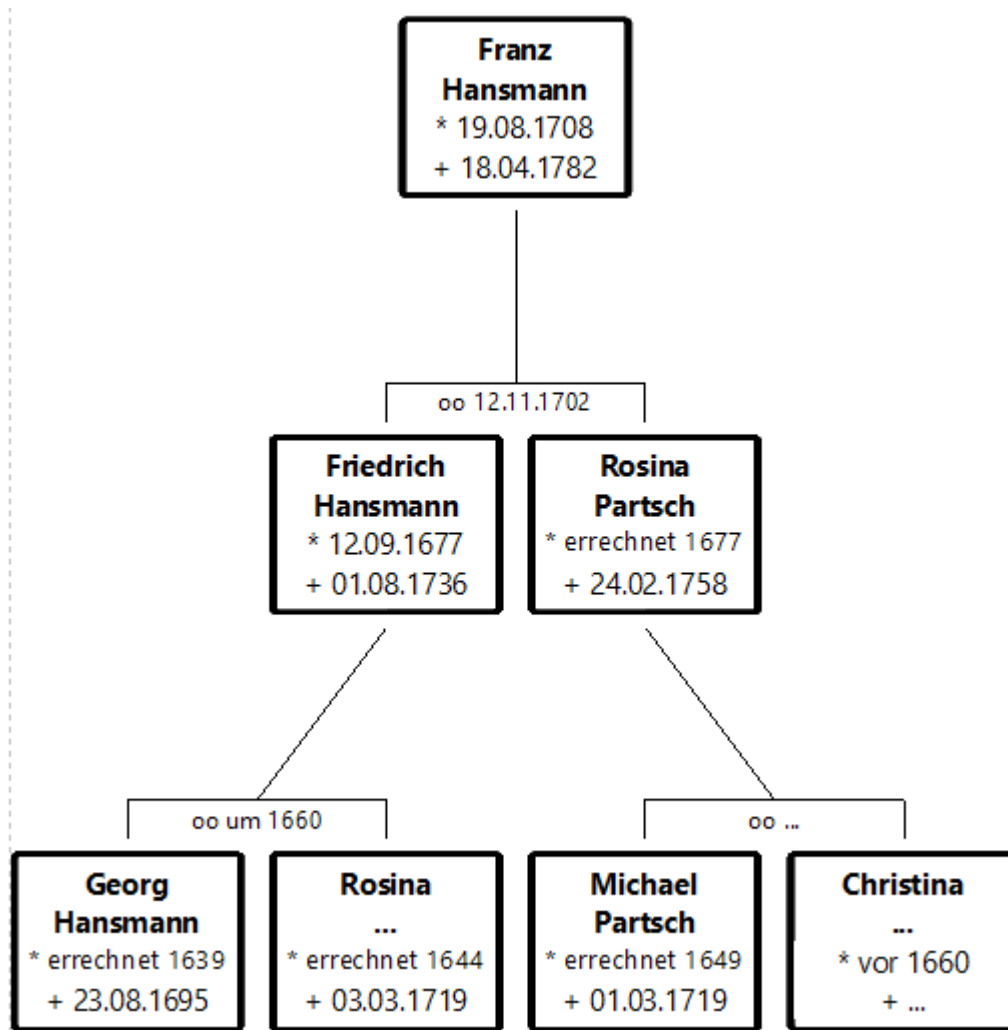 Franz
Hansmann
* 19.08.1708
+ 18.04.1782
oo 12.11.1702
Friedrich
Hansmann
* 12.09.1677
+ 01.08.1736
Rosina
Partsch
* errechnet 1677
+ 24.02.1758
oo um 1660
oo ...
Georg
Hansmann
* errechnet 1639
+ 23.08.1695
Rosina
...
* errechnet 1644
+ 03.03.1719
Michael
Partsch
* errechnet 1649
+ 01.03.1719
Christina
...
* vor 1660
+ ...